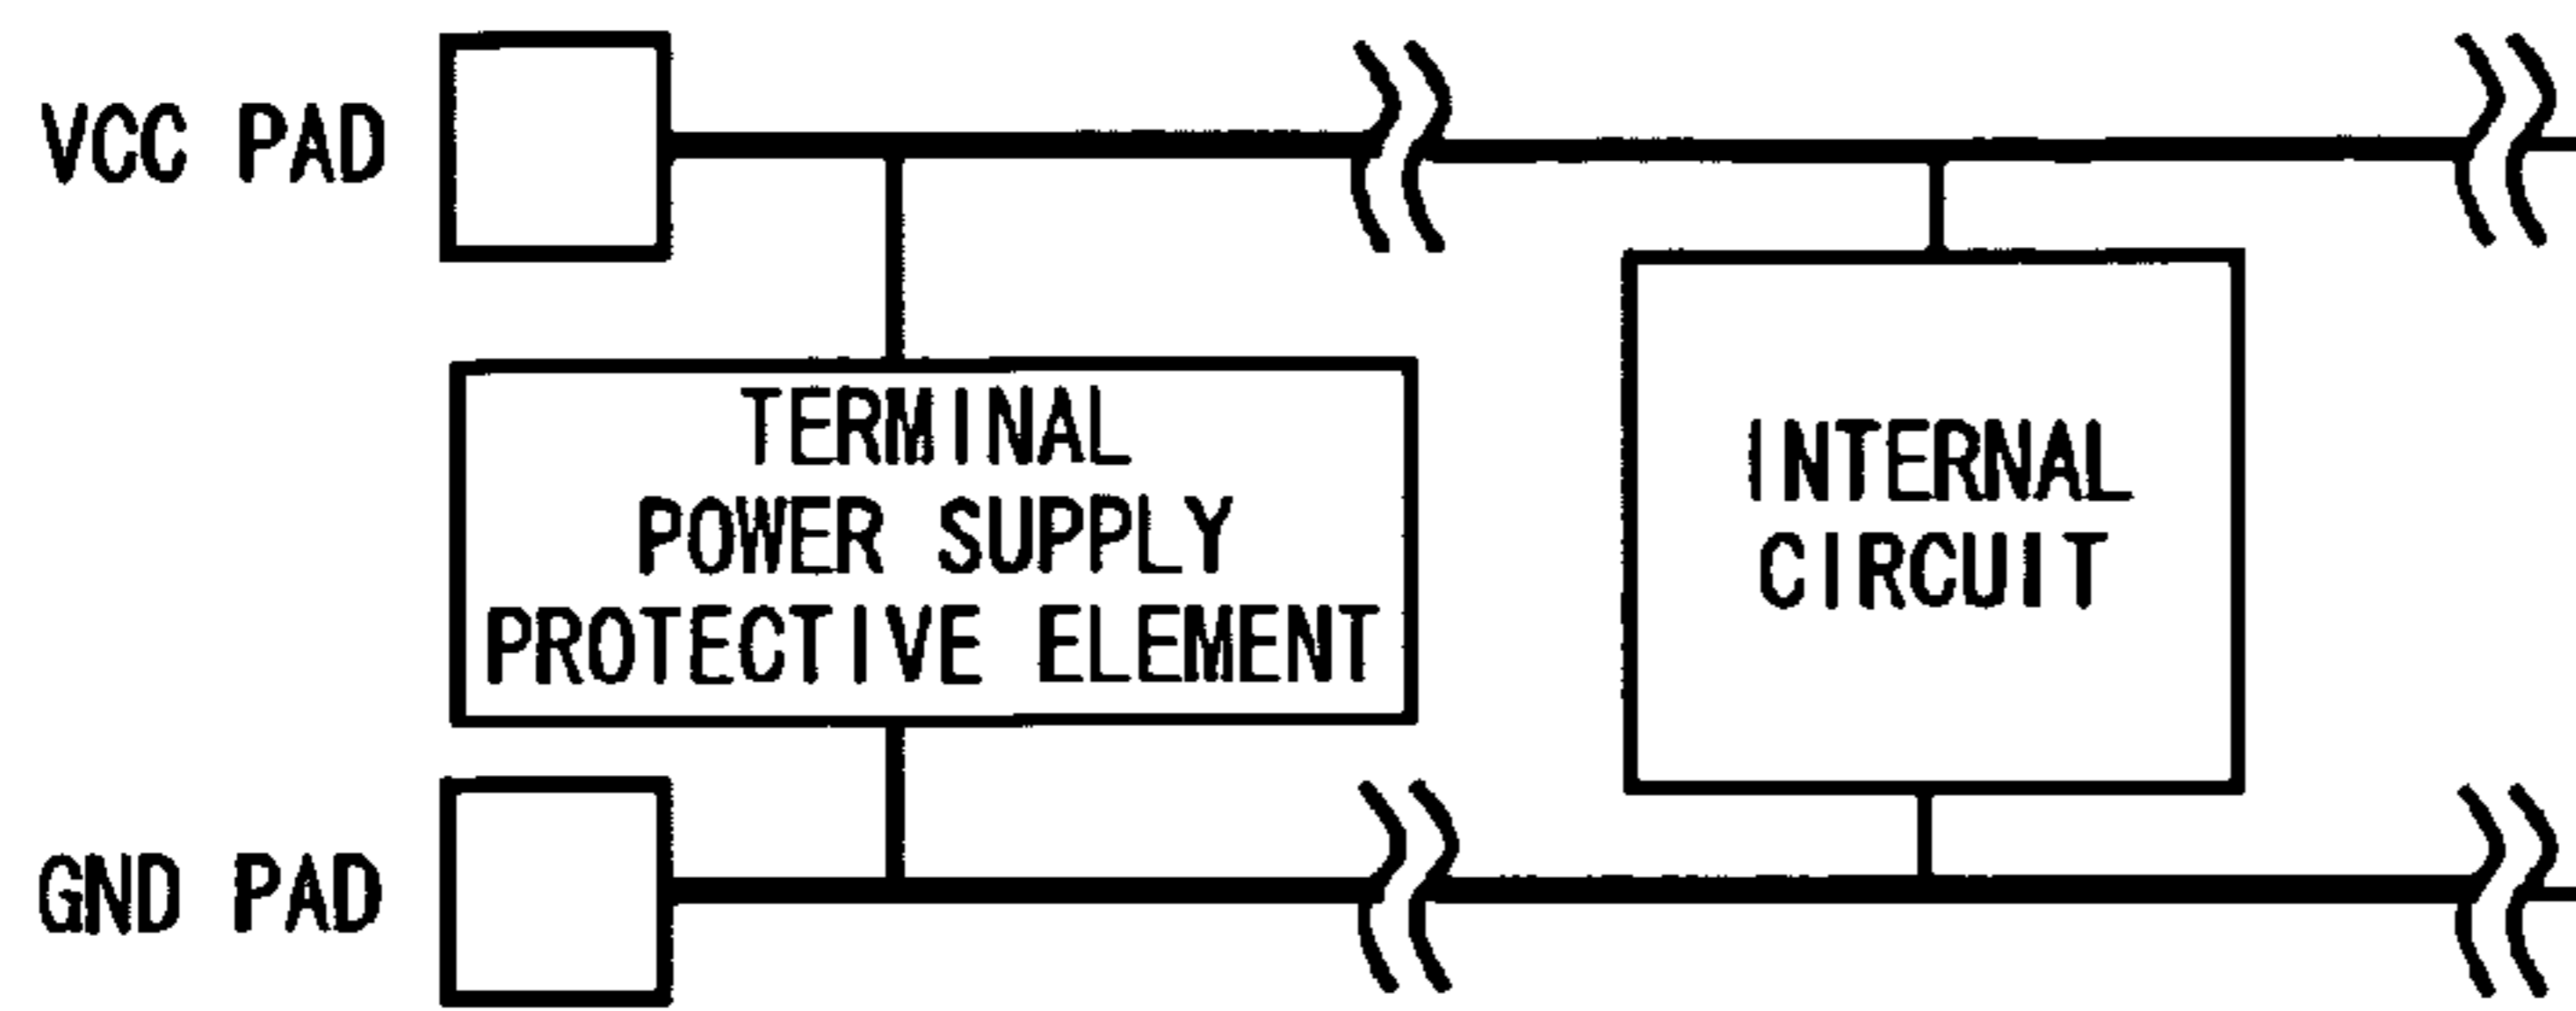 VCC PAD
TERMINAL
POWER SUPPLY
PROTECTIVE ELEMENT
INTERNAL
CIRCUIT
GND PAD